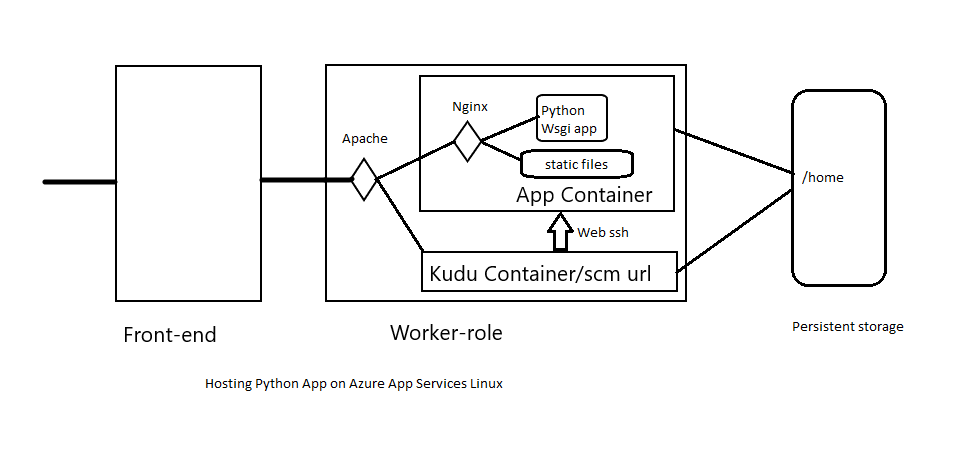 Nginx
Python
Wsgi app
Apache
static files
/home
App Container
Web ssh
Kudu Container/scm url
Front-end
Worker-role
Persistent storage
Hosting Python App on Azure App Services Linux